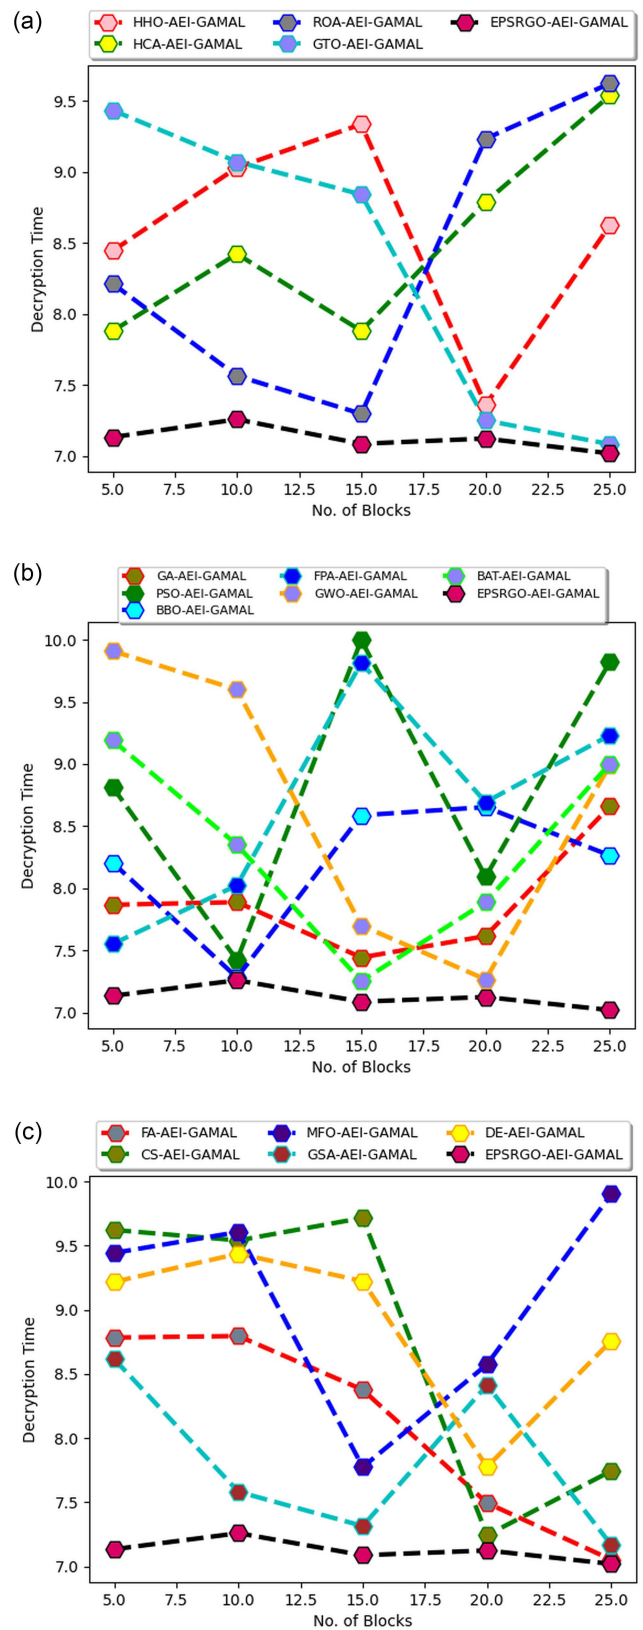 (a)
HHO-AEI-GAMAL ROA-AEI-GAMAL EPSRGO-AEI-GAMAL
HCA-AEI-GAMAL GTO-AEI-GAMAL
9.5
9.0
8.5
8.0
7.5
7.0
Decryption Time
5.0 7.5 10.0 12.5 15.0 17.5 20.0 22.5 25.0
No. of Blocks
(b)
GA-AEI-GAMAL FPA-AEI-GAMAL BAT-AEI-GAMAL
PSO-AEI-GAMAL GWO-AEI-GAMAL EPSRGO-AEI-GAMAL
BBO-AEI-GAMAL
10.0
9.5
9.0
8.5
8.0
7.5
7.0
Decryption Time
5.0 7.5 10.0 12.5 15.0 17.5 20.0 22.5 25.0
No. of Blocks
(c)
FA-AEI-GAMAL MFO-AEI-GAMAL DE-AEI-GAMAL
CS-AEI-GAMAL GSA-AEI-GAMAL EPSRGO-AEI-GAMAL
10.0
9.5
9.0
8.5
8.0
7.5
7.0
Decryption Time
5.0 7.5 10.0 12.5 15.0 17.5 20.0 22.5 25.0
No. of Blocks